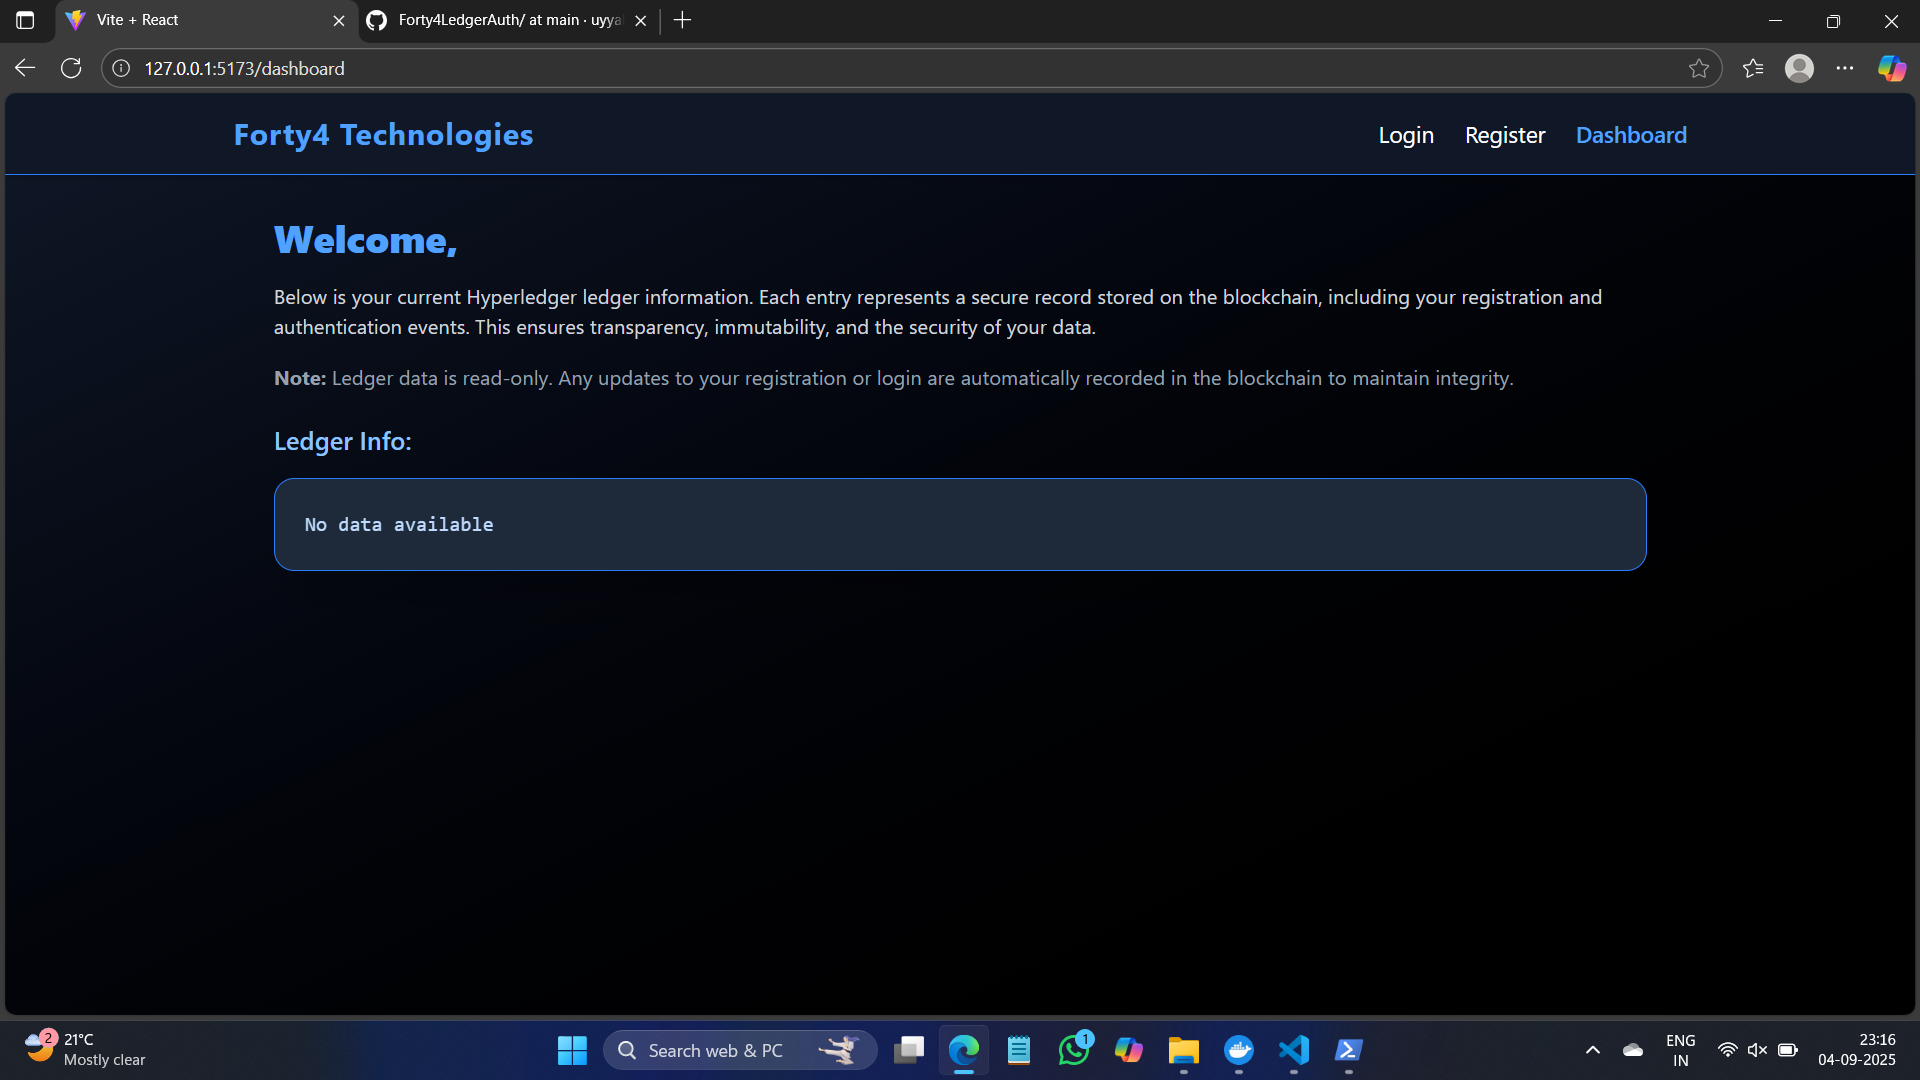 Vite + React
Forty4LedgerAuth/ at main · uyya
127.0.0.1:5173/dashboard
Forty4 Technologies
Login
Register
Dashboard
Welcome,
Below is your current Hyperledger ledger information. Each entry represents a secure record stored on the blockchain, including your registration and
authentication events. This ensures transparency, immutability, and the security of your data.
Note: Ledger data is read-only. Any updates to your registration or login are automatically recorded in the blockchain to maintain integrity.
Ledger Info:
No data available
2
21°C
Mostly clear
Search web & PC
1
ENG
IN
23:16
04-09-2025